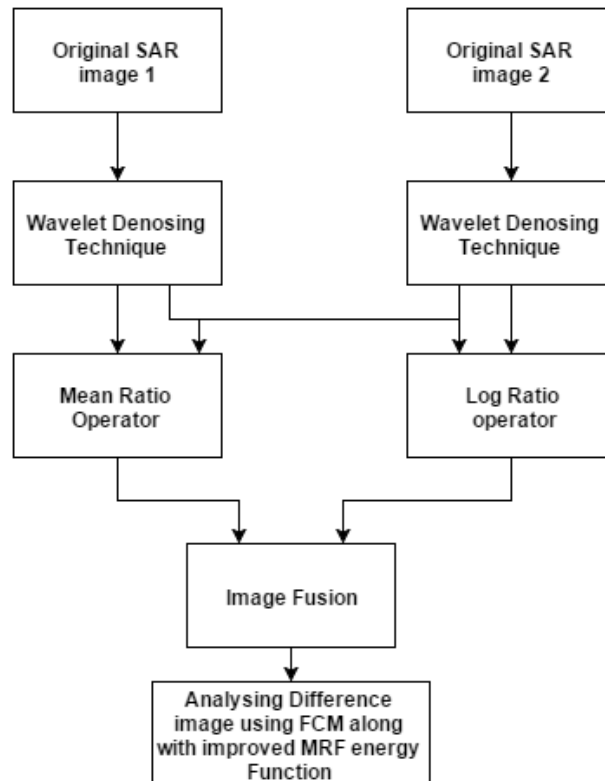 Original SAR
image 1
Original SAR
image 2
Wavelet Denosing
Technique
Wavelet Denosing
Technique
Mean Ratio
Operator
Log Ratio
operator
Image Fusion
Analysing Difference
image using FCM along
with improved MRF energy
Function